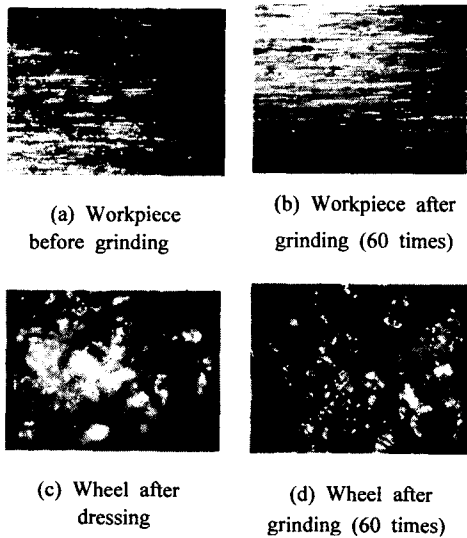 (a) Workpiece
before grinding
(b) Workpiece after
grinding (60 times)
(c) Wheel after
dressing
(d) Wheel after
grinding (60 times)